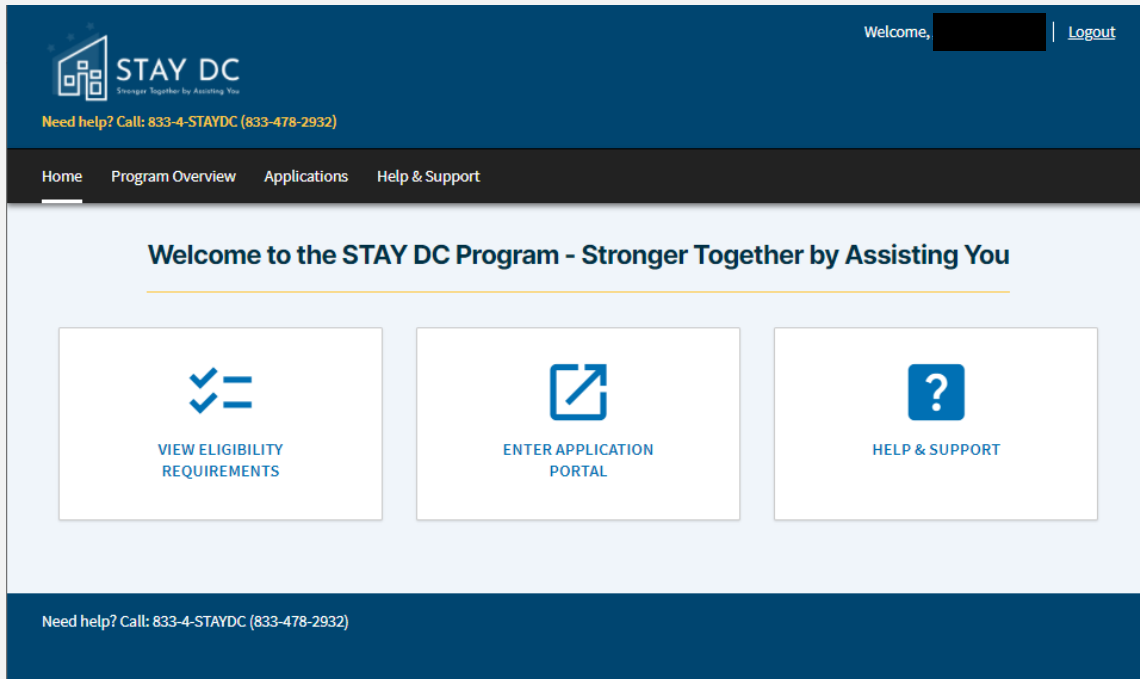 Welcome, | Logout
STAY DC
Stronger Together by Assisting You
Need help? Call: 833-4-STAYDC (833-478-2932)
Home Program Overview Applications Help & Support
Welcome to the STAY DC Program - Stronger Together by Assisting You
VIEW ELIGIBILITY
REQUIREMENTS
ENTER APPLICATION
PORTAL
HELP & SUPPORT
Need help? Call: 833-4-STAYDC (833-478-2932)